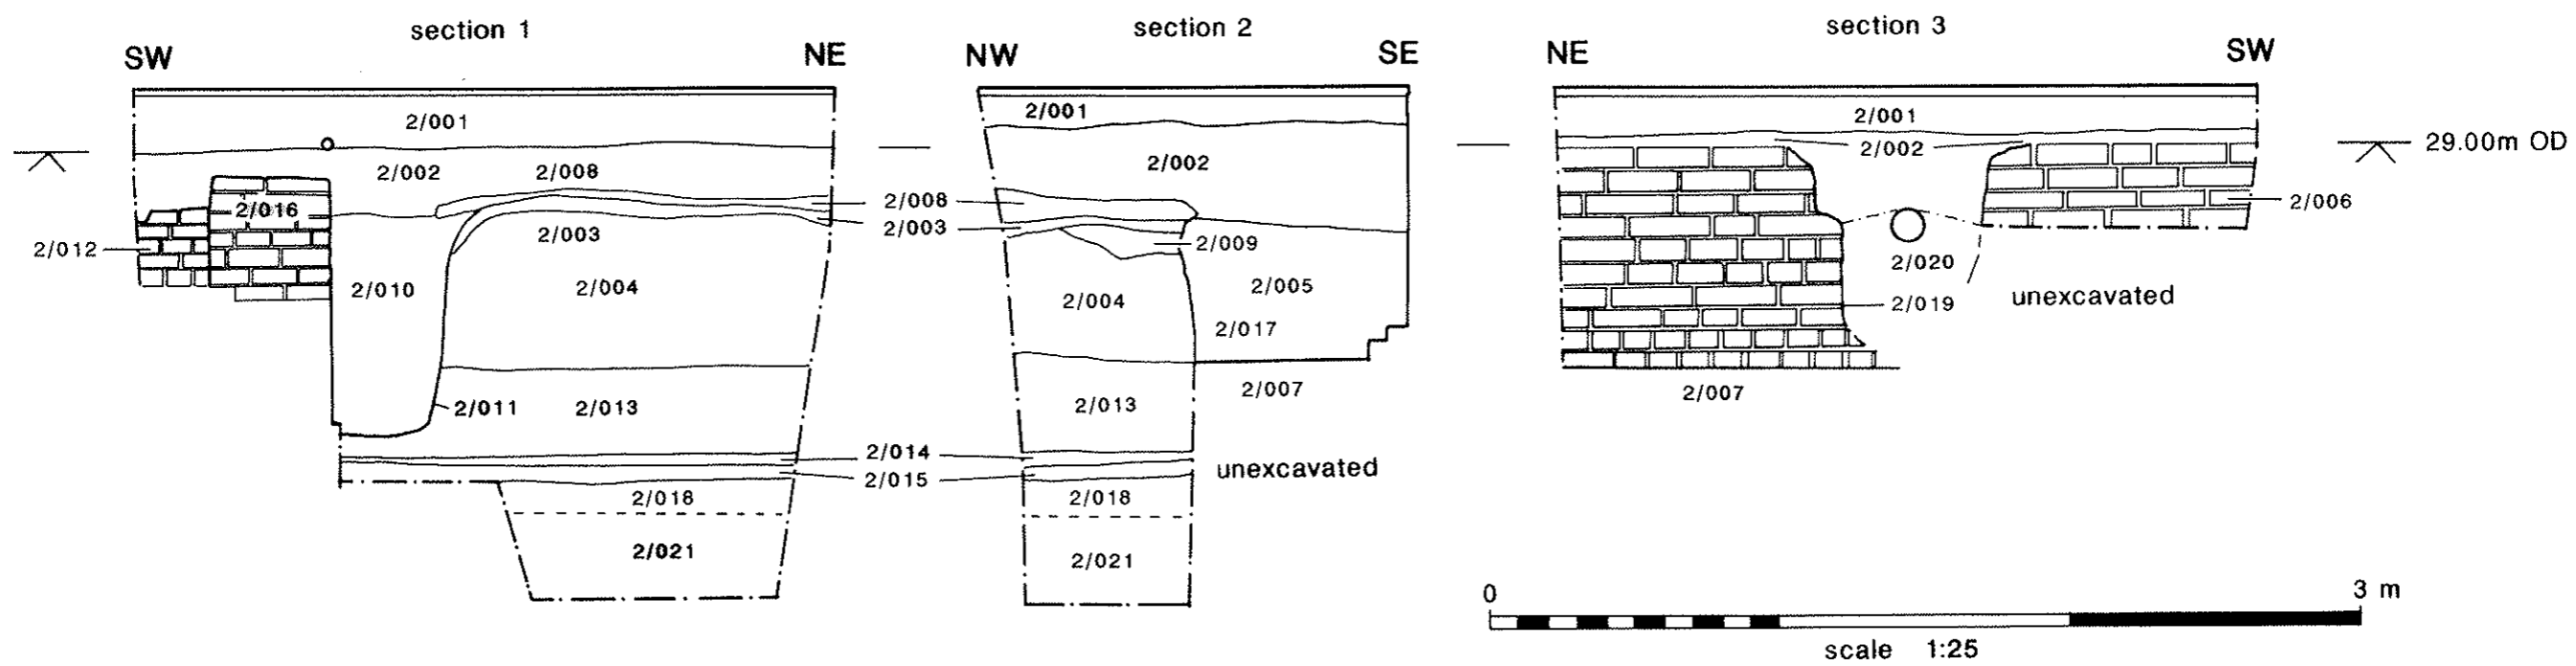 section 1
SW
NE
2/001
2/002
2/008
2/016
2/003
2/012
2/010
2/004
2/011
2/013
2/018
2/021
2/008
2/003
2/014
2/015
section 2
NW
SE
2/001
2/002
2/009
2/004
2/005
2/017
2/013
2/007
unexcavated
2/018
2/021
section 3
NE
SW
2/001
2/002
29.00m OD
2/006
2/020
2/019
unexcavated
2/007
0
3 m
scale 1:25